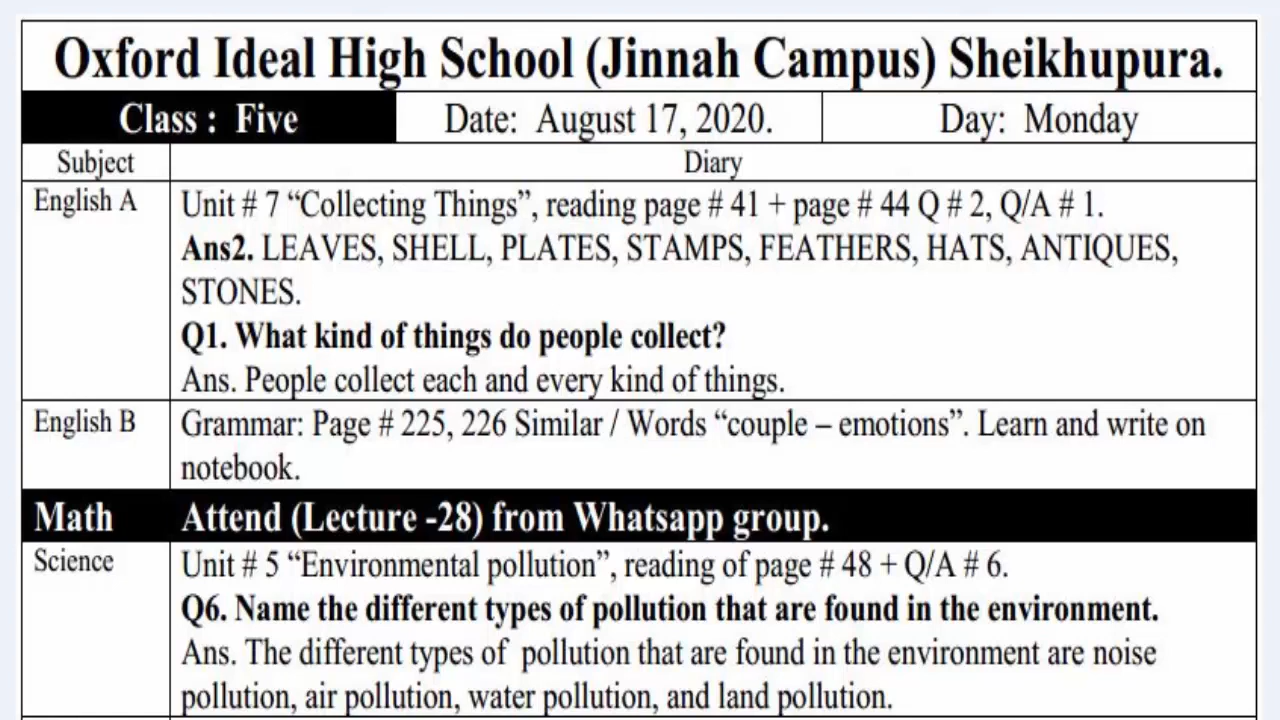 Oxford Ideal High School (Jinnah Campus) Sheikhupura.
Class : Five Date: August 17, 2020. Day: Monday
Subject Diary
English A Unit # 7 “Collecting Things”, reading page # 41 + page # 44 Q # 2, Q/A # 1.
Ans2. LEAVES, SHELL, PLATES, STAMPS, FEATHERS, HATS, ANTIQUES,
STONES.
Q1. What kind of things do people collect?
Ans. People collect each and every kind of things.
English B Grammar: Page # 225, 226 Similar / Words “couple – emotions”. Learn and write on
notebook.
Math Attend (Lecture -28) from Whatsapp group.
Science Unit # 5 “Environmental pollution”, reading of page # 48 + Q/A # 6.
Q6. Name the different types of pollution that are found in the environment.
Ans. The different types of pollution that are found in the environment are noise
pollution, air pollution, water pollution, and land pollution.